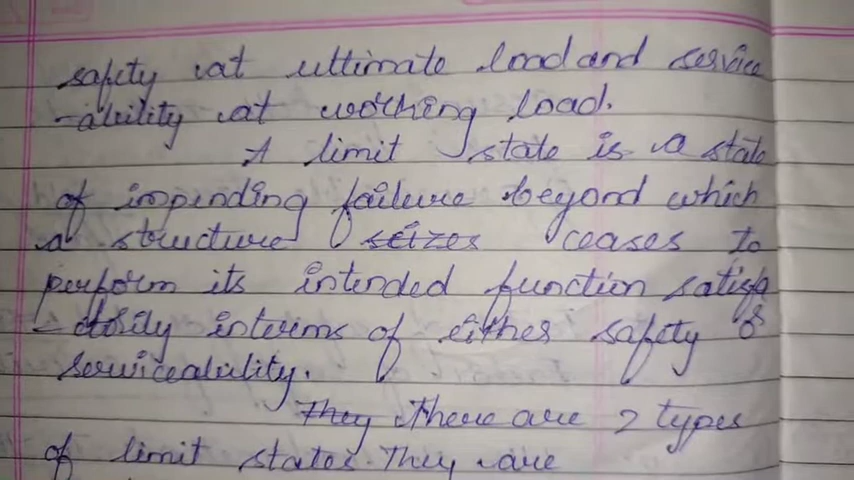 safety at ultimate load and service
-ability at working load.
A limit state is a state
of impending failure beyond which
a structure seizes ceases to
perform its intended function satisfa
-ctosily interms of either safety or
serviceability.
They There are 2 types
of limit states. They are